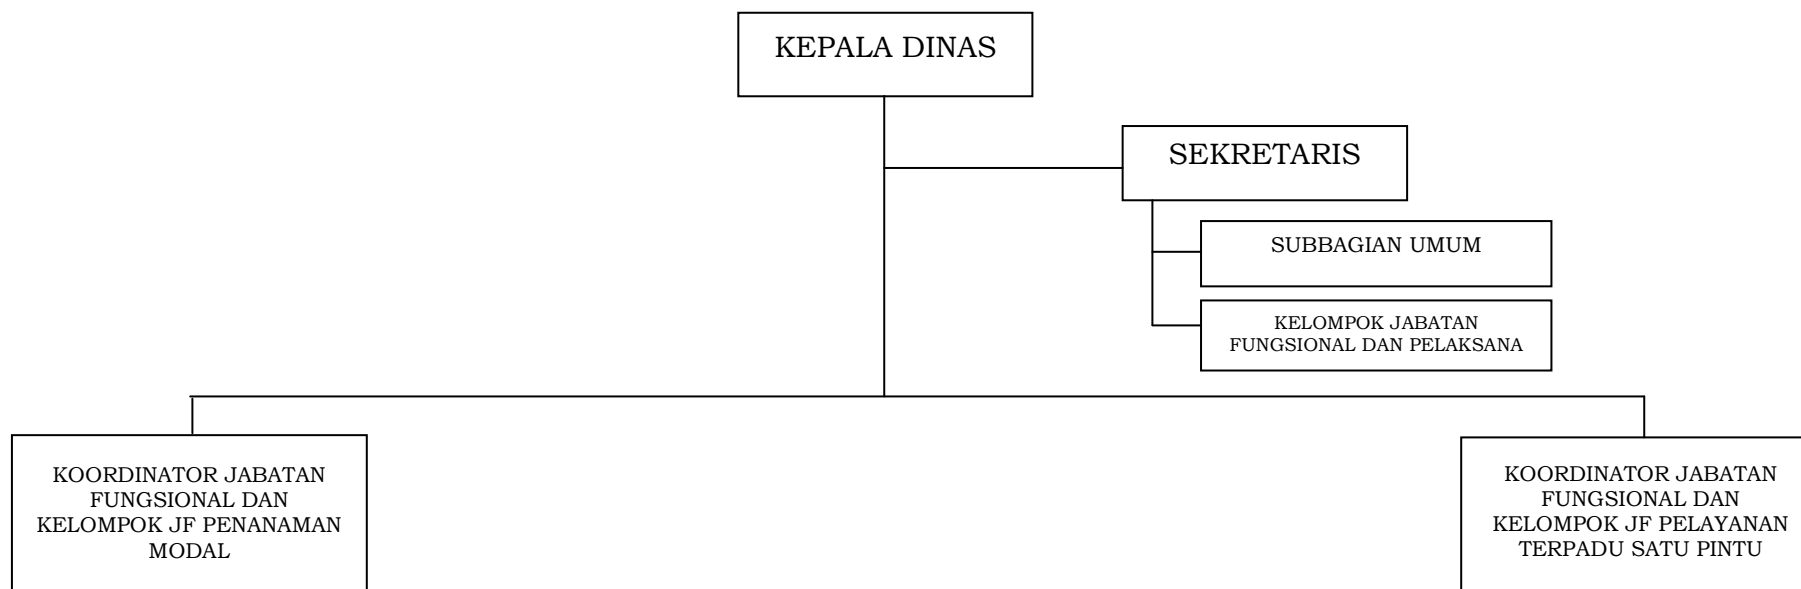 KEPALA DINAS
SEKRETARIS
SUBBAGIAN UMUM
KELOMPOK JABATAN
FUNGSIONAL DAN PELAKSANA
KOORDINATOR JABATAN
FUNGSIONAL DAN
KELOMPOK JF PENANAMAN
MODAL
KOORDINATOR JABATAN
FUNGSIONAL DAN
KELOMPOK JF PELAYANAN
TERPADU SATU PINTU